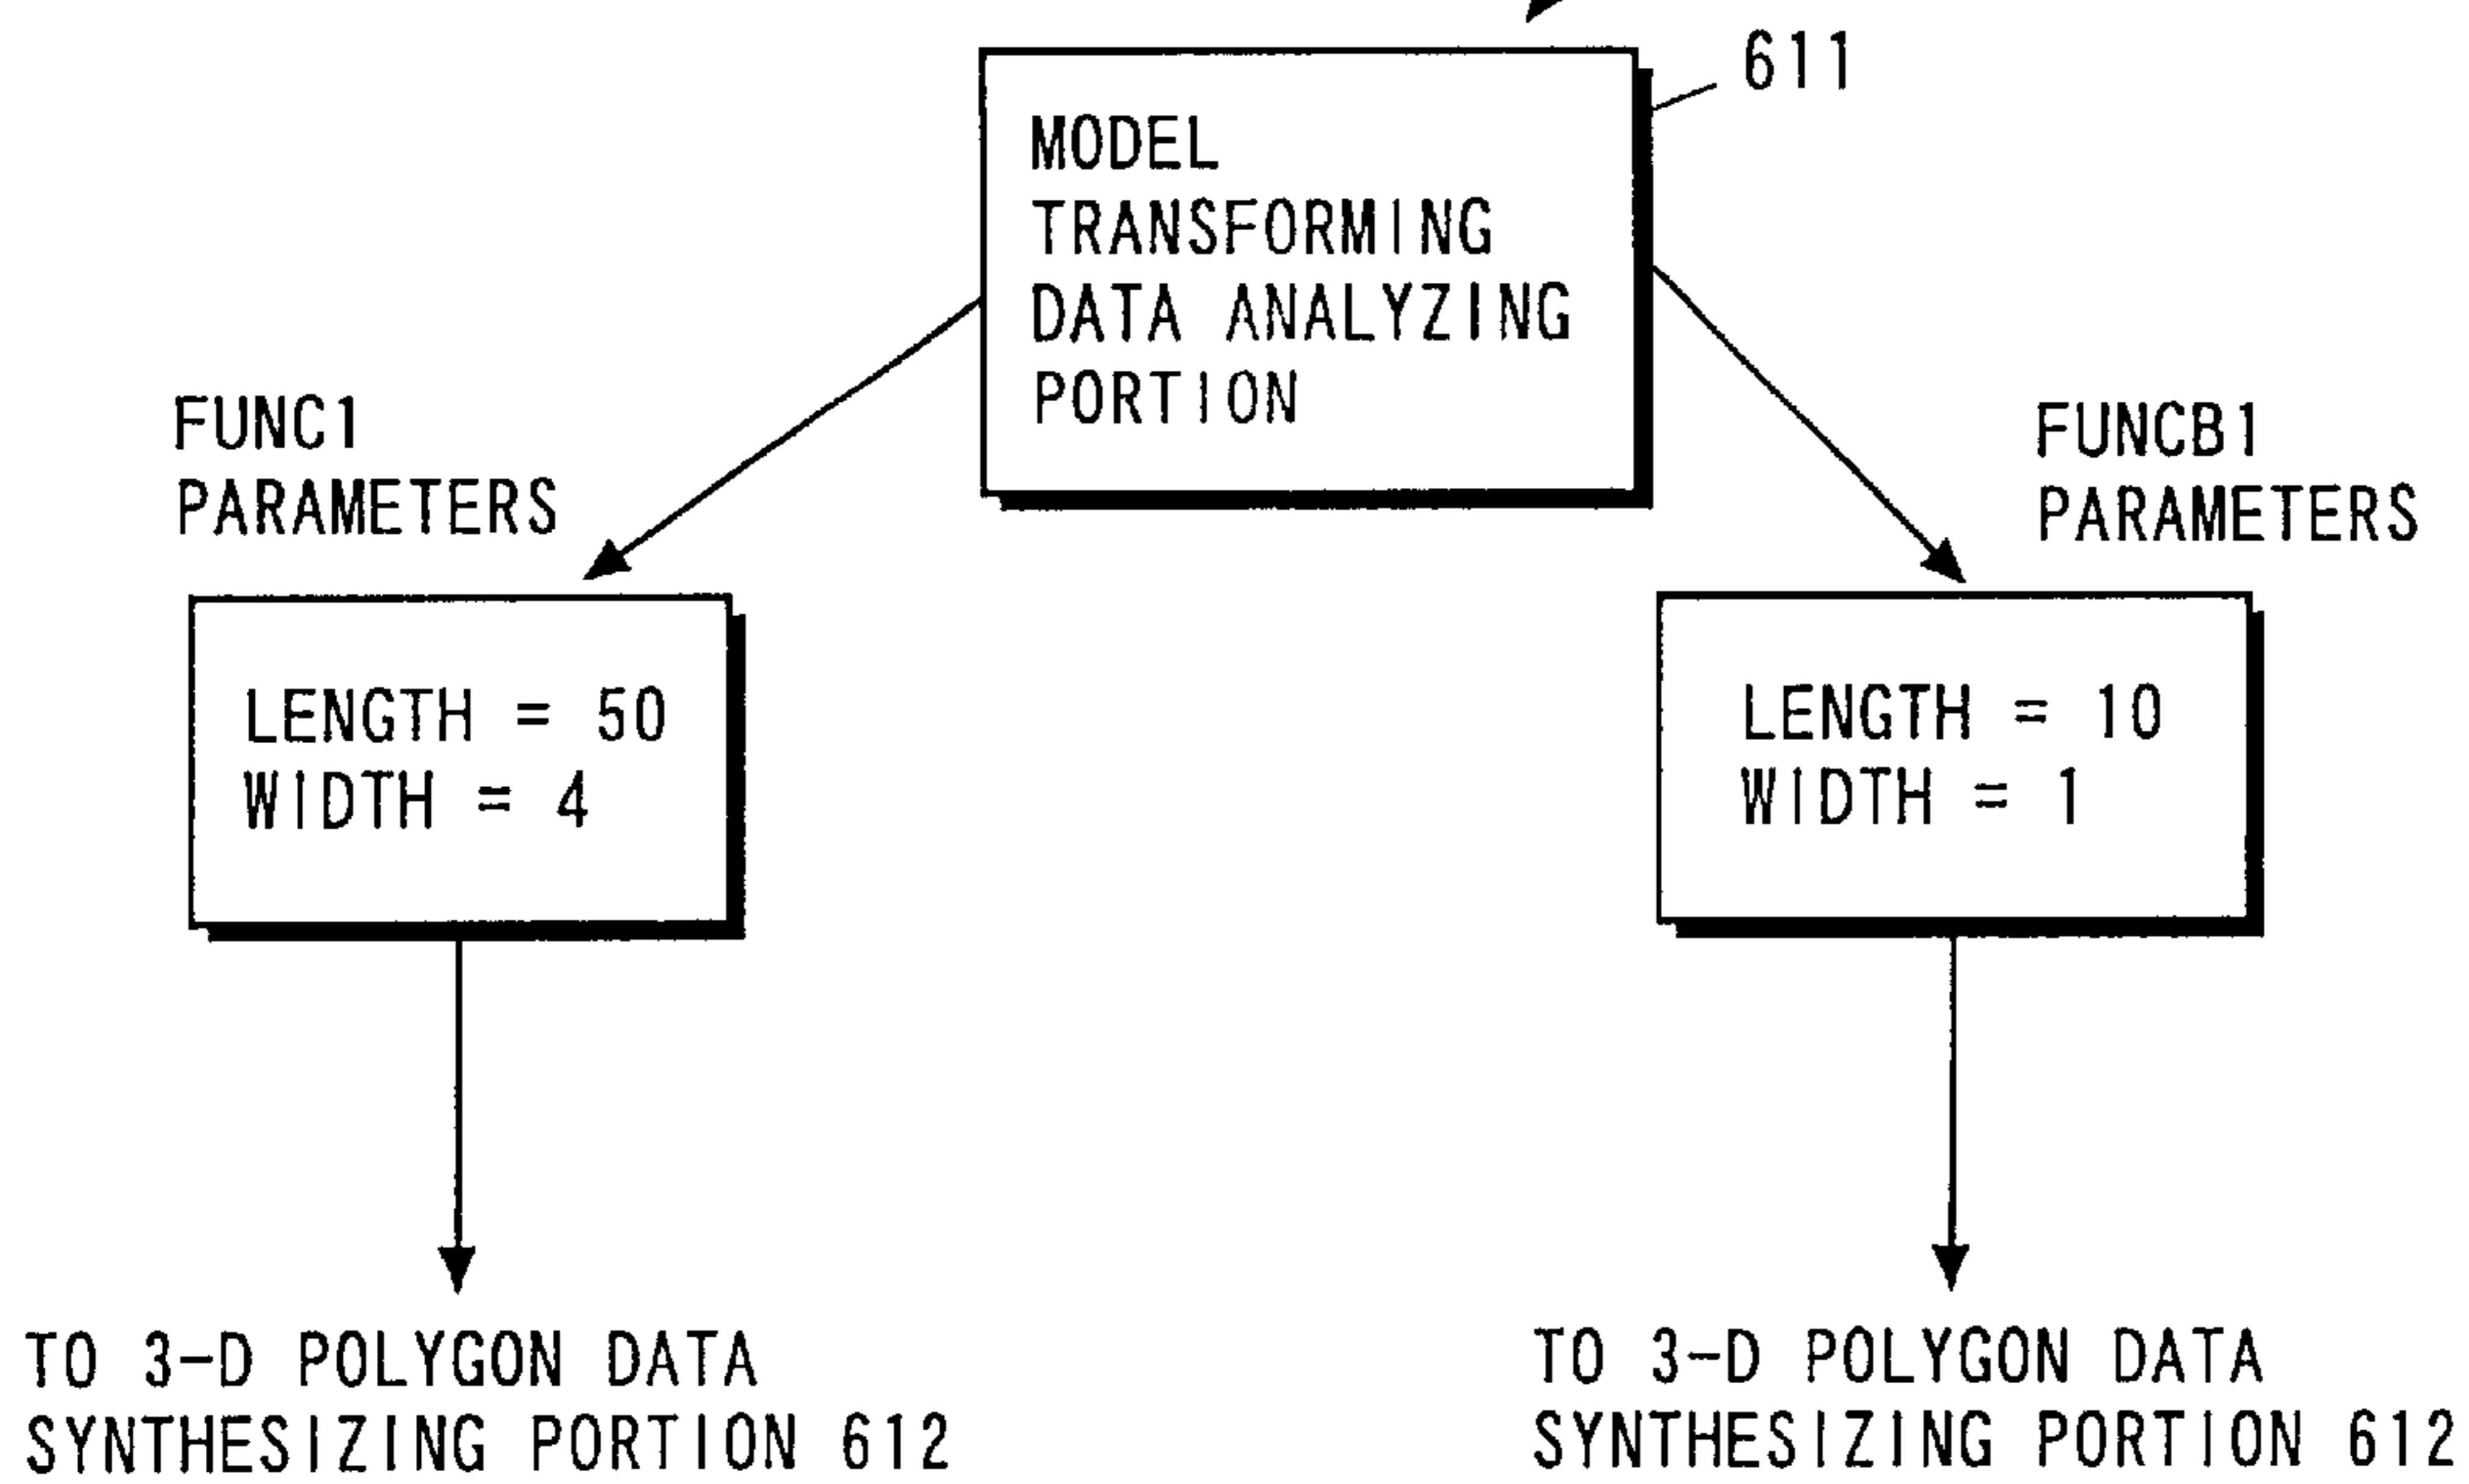 611
MODEL
TRANSFORMING
DATA ANALYZING
PORTION
FUNC1
PARAMETERS
FUNCB1
PARAMETERS
LENGTH = 50
WIDTH = 4
LENGTH = 10
WIDTH = 1
TO 3-D POLYGON DATA
SYNTHESIZING PORTION 612
TO 3-D POLYGON DATA
SYNTHESIZING PORTION 612